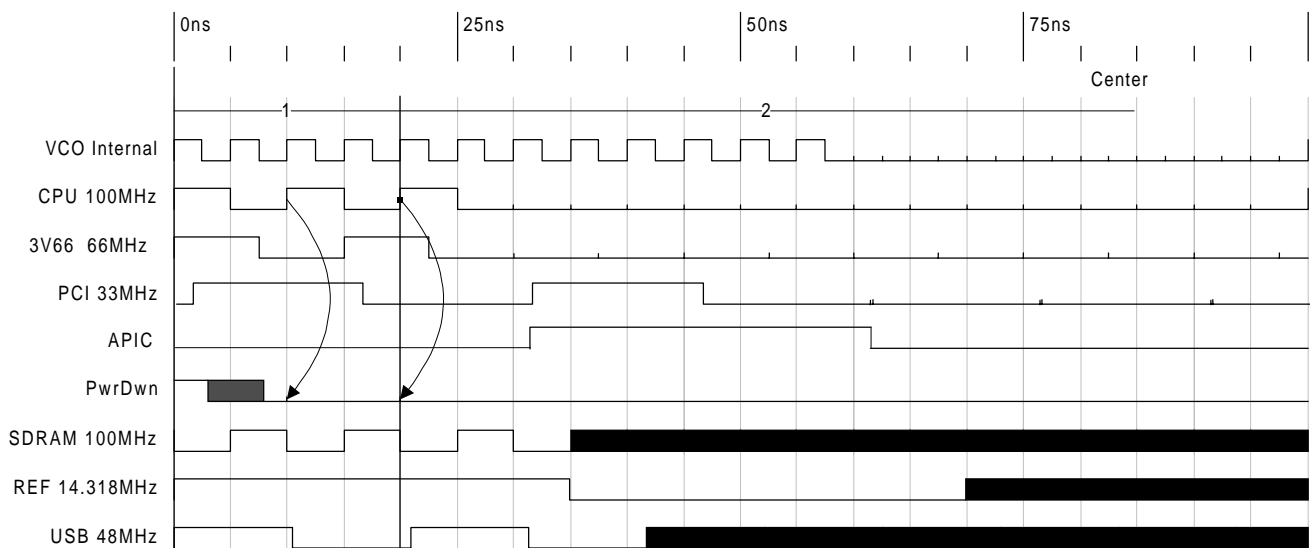 0ns 25ns 50ns 75ns
Center
1 2
VCO Internal
CPU 100MHz
3V66 66MHz
PCI 33MHz
APIC
PwrDwn
SDRAM 100MHz
REF 14.318MHz
USB 48MHz